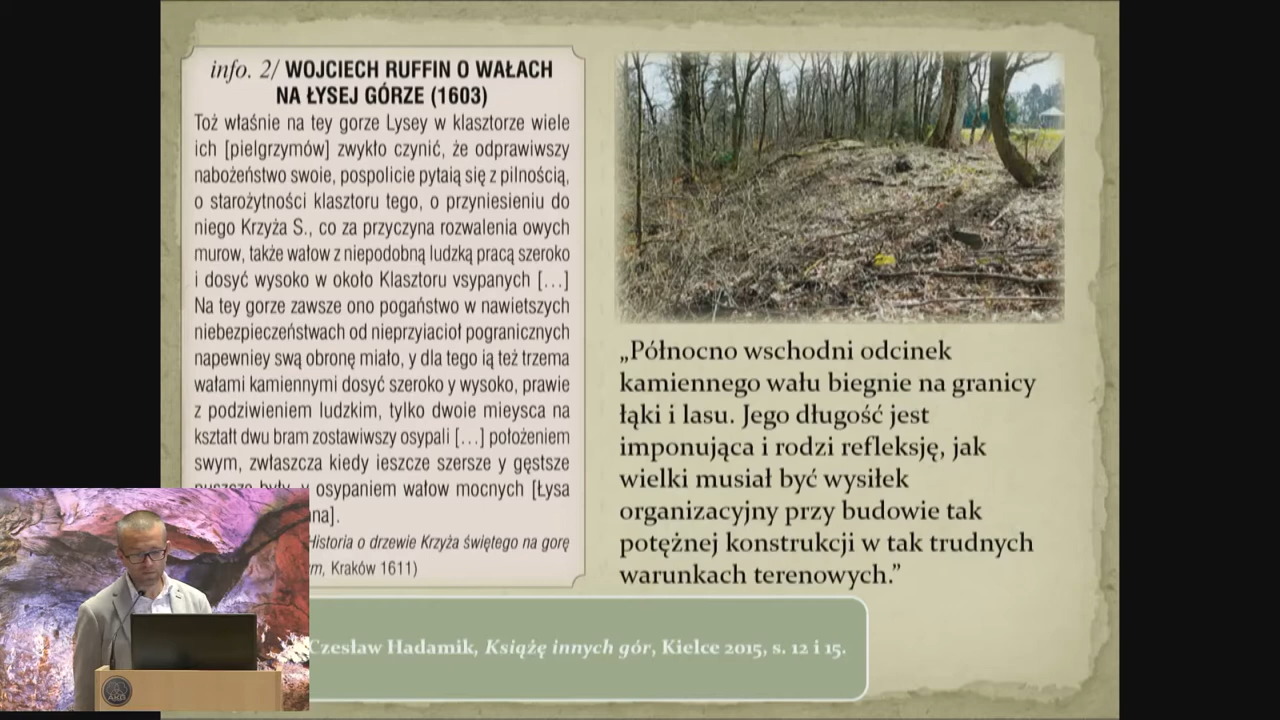 info. 2/ WOJCIECH RUFFIN O WAŁACH
NA ŁYSEJ GÓRZE (1603)
Toż właśnie na tey gorze Lysey w klasztorze wiele
ich [pielgrzymów] zwykło czynić, że odprawiwszy
nabożeństwo swoie, pospolicie pytaią się z pilnością,
o starożytności klasztoru tego, o przyniesieniu do
niego Krzyża S., co za przyczyna rozwalenia owych
murow, także wałow z niepodobną ludzką pracą szeroko
i dosyć wysoko w około Klasztoru vsypanych […]
Na tey gorze zawsze ono pogaństwo w nawietszych
niebezpieczeństwach od nieprzyiacioł pogranicznych
napewniey swą obronę miało, y dla tego ią też trzema
wałami kamiennymi dosyć szeroko y wysoko, prawie
z podziwieniem ludzkim, tylko dwoie mieysca na
kształt dwu bram zostawiwszy osypali […] położeniem
swym, zwłaszcza kiedy ieszcze szersze y gęstsze
puszcze były, y osypaniem wałow mocnych [Łysa
na].
Historia o drzewie Krzyża świętego na gorę
m, Kraków 1611)
„Północno wschodni odcinek
kamiennego wału biegnie na granicy
łąki i lasu. Jego długość jest
imponująca i rodzi refleksję, jak
wielki musiał być wysiłek
organizacyjny przy budowie tak
potężnej konstrukcji w tak trudnych
warunkach terenowych.”
Czesław Hadamik, Książę innych gór, Kielce 2015, s. 12 i 15.